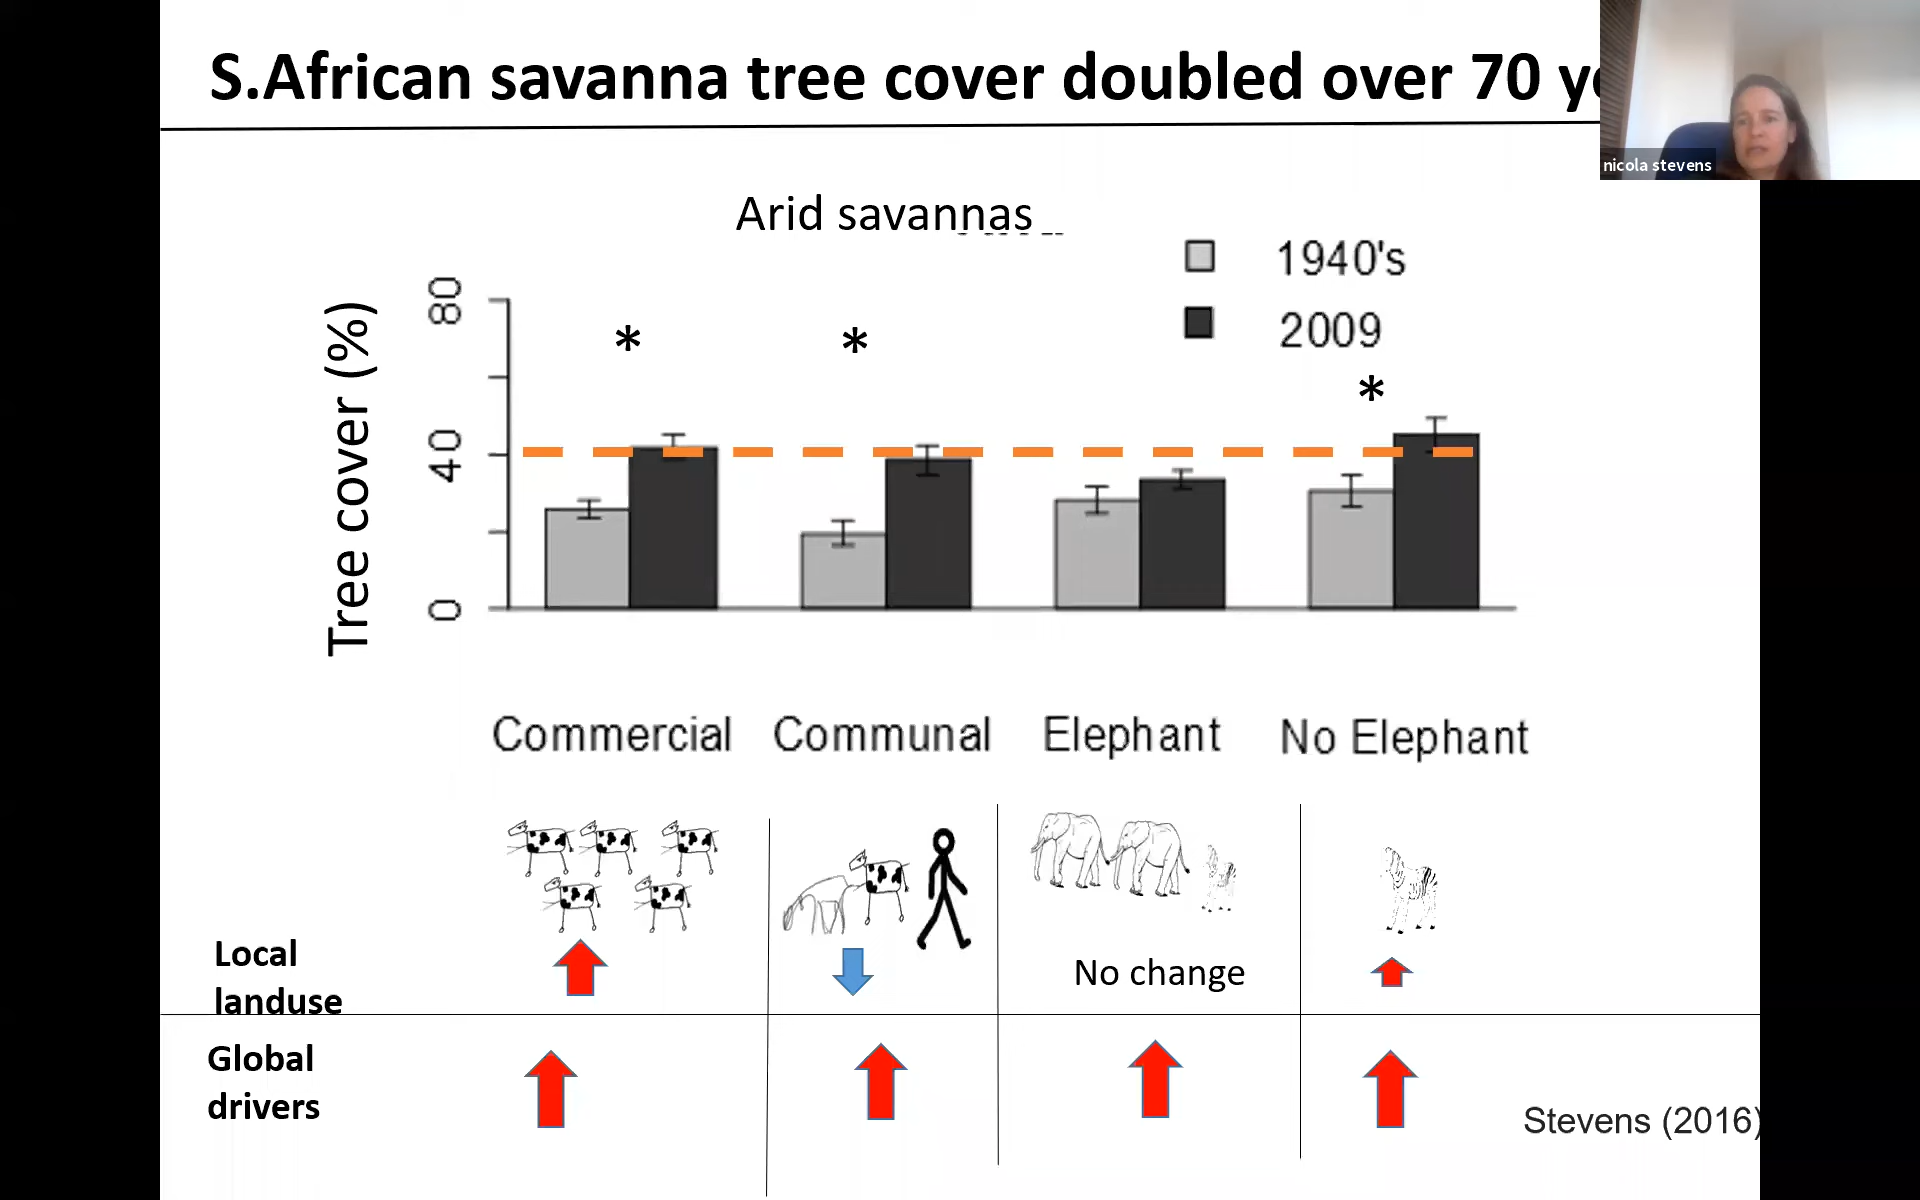 S.African savanna tree cover doubled over 70
nicola stevens
Arid savannas
1940's
2009
Tree cover (%)
80
40
0
*
*
*
Commercial Communal Elephant No Elephant
Local
landuse
No change
Global
drivers
Stevens (2016)